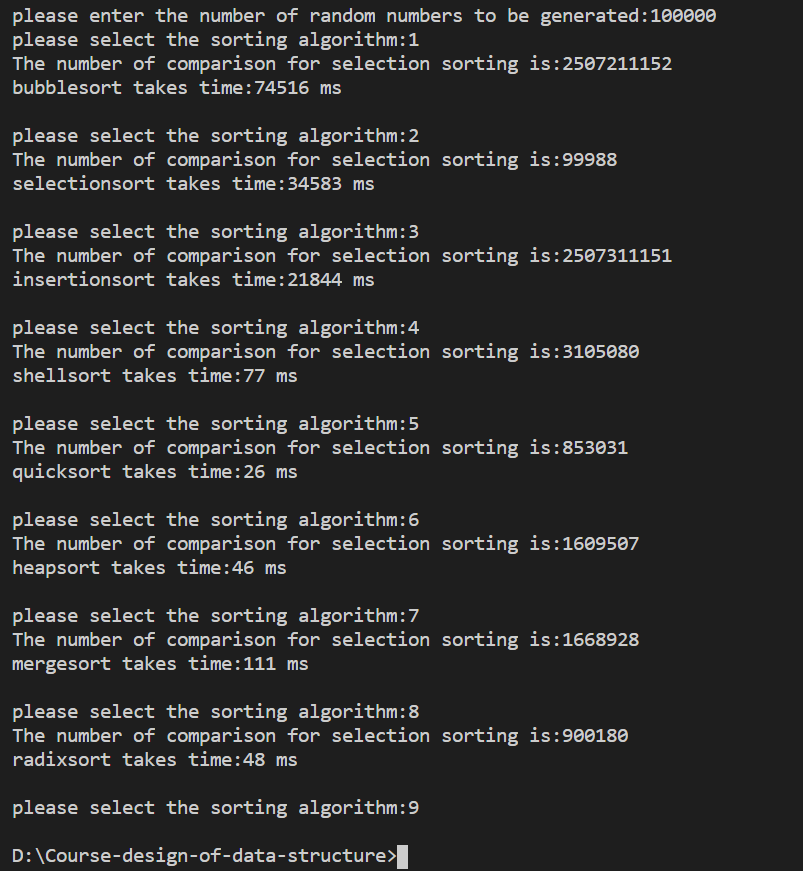 please enter the number of random numbers to be generated:100000
please select the sorting algorithm:1
The number of comparison for selection sorting is:2507211152
bubblesort takes time:74516 ms
please select the sorting algorithm:2
The number of comparison for selection sorting is:99988
selectionsort takes time:34583 ms
please select the sorting algorithm:3
The number of comparison for selection sorting is:2507311151
insertionsort takes time:21844 ms
please select the sorting algorithm:4
The number of comparison for selection sorting is:3105080
shellsort takes time:77 ms
please select the sorting algorithm:5
The number of comparison for selection sorting is:853031
quicksort takes time:26 ms
please select the sorting algorithm:6
The number of comparison for selection sorting is:1609507
heapsort takes time:46 ms
please select the sorting algorithm:7
The number of comparison for selection sorting is:1668928
mergesort takes time:111 ms
please select the sorting algorithm:8
The number of comparison for selection sorting is:900180
radixsort takes time:48 ms
please select the sorting algorithm:9
D:\Course-design-of-data-structure>